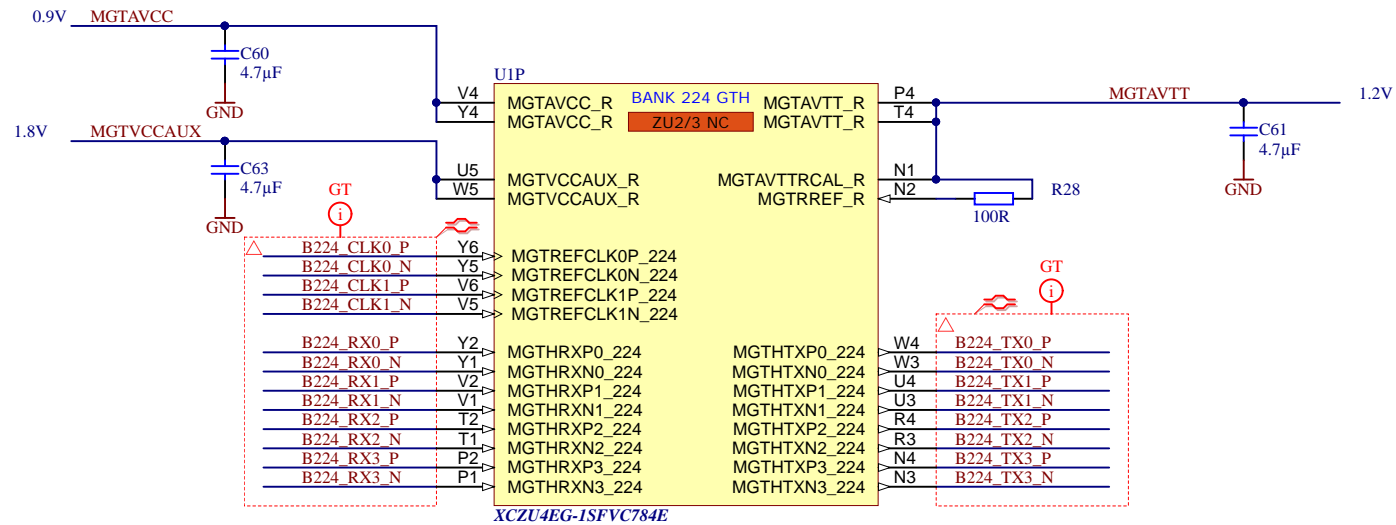 0.9V MGTAVCC
C60
4.7µF
GND
1.8V MGTVCCAUX
C63
4.7µF
GND
U1P
BANK 224 GTH
ZU2/3 NC
V4 MGTAVCC_R
Y4 MGTAVCC_R
U5 MGTVCCAUX_R
W5 MGTVCCAUX_R
MGTAVTT_R P4
MGTAVTT_R T4
MGTAVTT 1.2V
C61
4.7µF
GND
MGTAVTTRCAL_R N1
MGTRREF_R N2
R28
100R
GT
i
B224_CLK0_P Y6 MGTREFCLK0P_224
B224_CLK0_N Y5 MGTREFCLK0N_224
B224_CLK1_P V6 MGTREFCLK1P_224
B224_CLK1_N V5 MGTREFCLK1N_224
B224_RX0_P Y2 MGTHRXP0_224
B224_RX0_N Y1 MGTHRXN0_224
B224_RX1_P V2 MGTHRXP1_224
B224_RX1_N V1 MGTHRXN1_224
B224_RX2_P T2 MGTHRXP2_224
B224_RX2_N T1 MGTHRXN2_224
B224_RX3_P P2 MGTHRXP3_224
B224_RX3_N P1 MGTHRXN3_224
GT
i
MGTHTXP0_224 W4 B224_TX0_P
MGTHTXN0_224 W3 B224_TX0_N
MGTHTXP1_224 U4 B224_TX1_P
MGTHTXN1_224 U3 B224_TX1_N
MGTHTXP2_224 R4 B224_TX2_P
MGTHTXN2_224 R3 B224_TX2_N
MGTHTXP3_224 N4 B224_TX3_P
MGTHTXN3_224 N3 B224_TX3_N
XCZU4EG-1SFVC784E